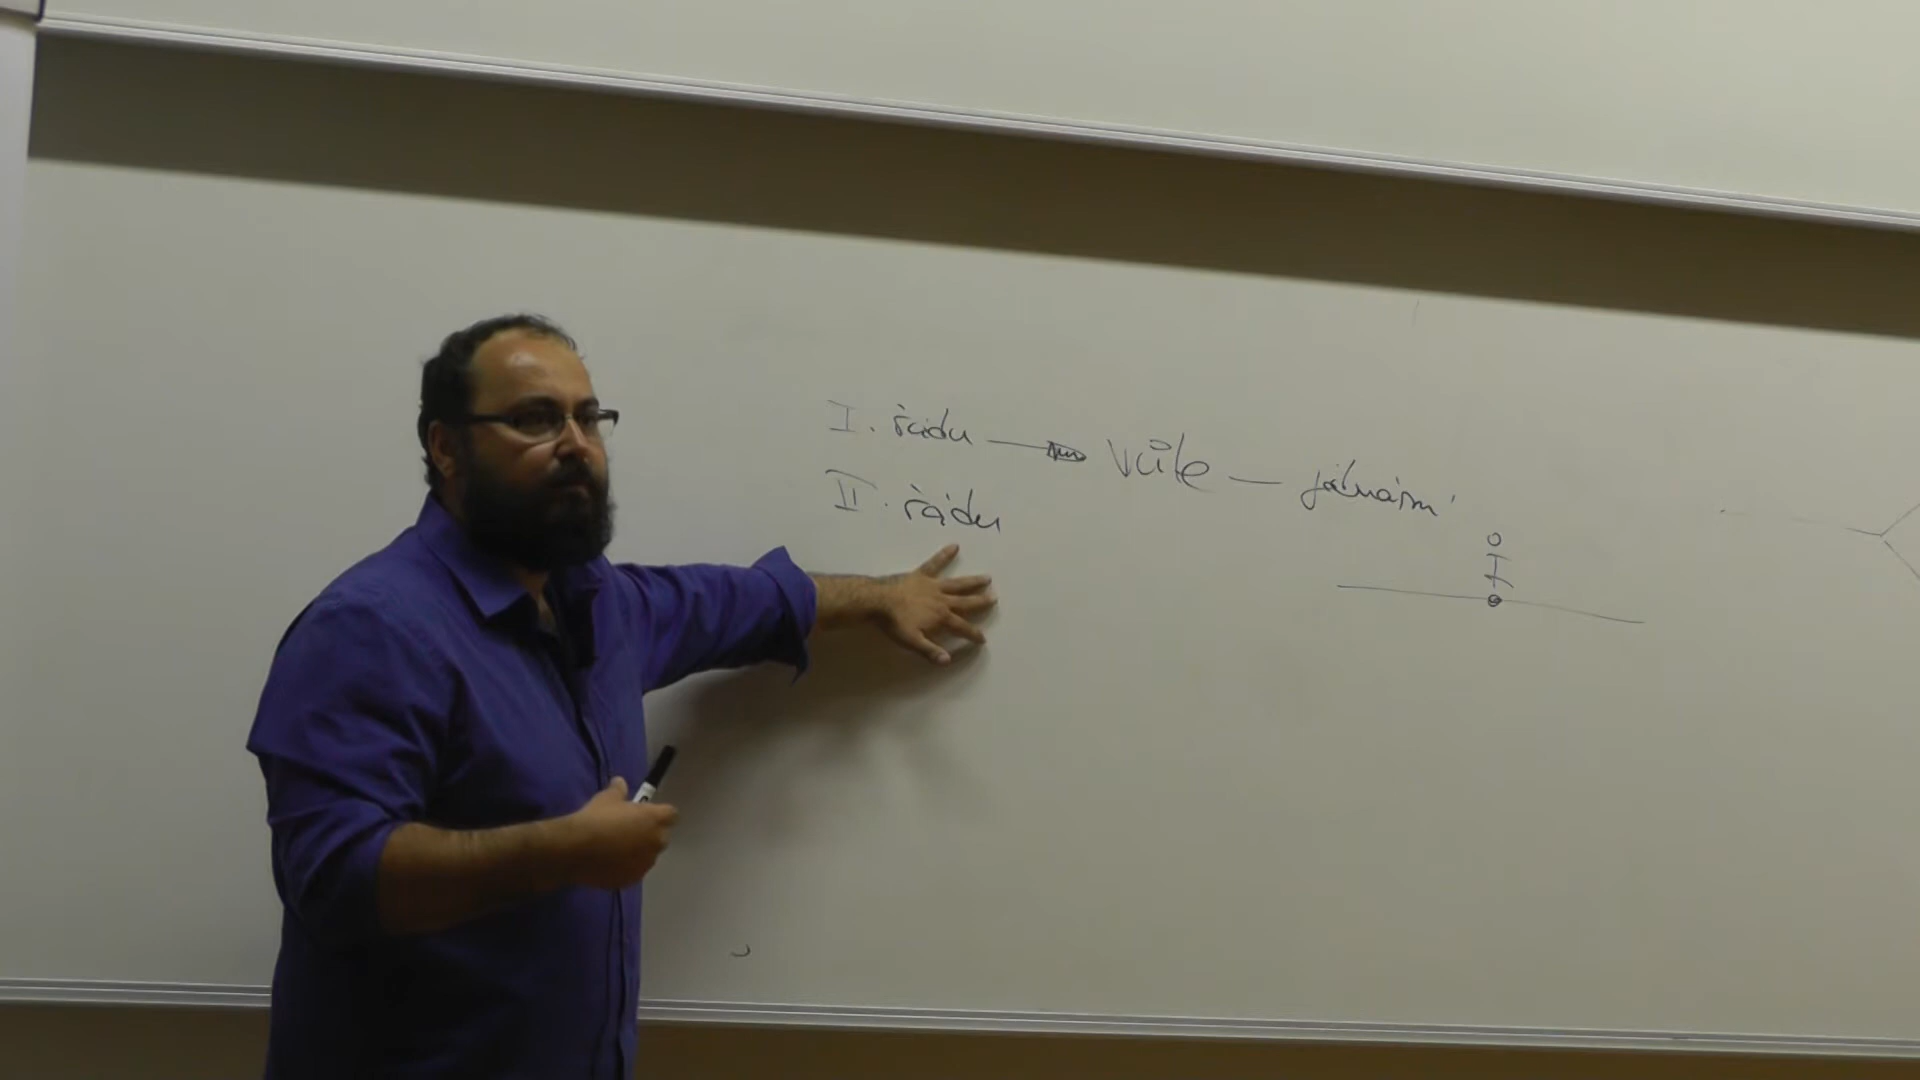 I. řádu → vůle — jednání
II. řádu